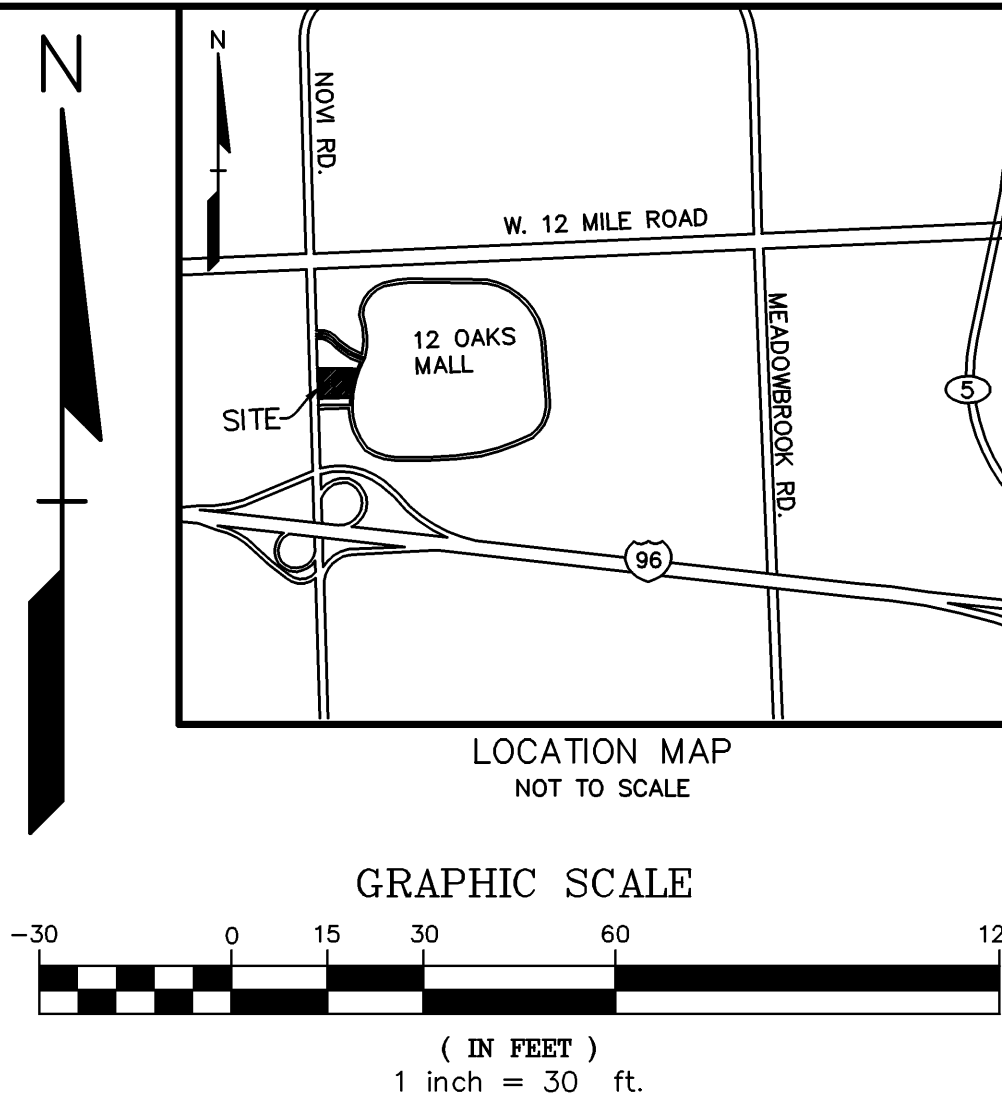 N
N
NOVI RD.
W. 12 MILE ROAD
12 OAKS
MALL
MEADOWBROOK RD.
5
SITE
96
LOCATION MAP
NOT TO SCALE
GRAPHIC SCALE
-30 0 15 30 60 12
( IN FEET )
1 inch = 30 ft.